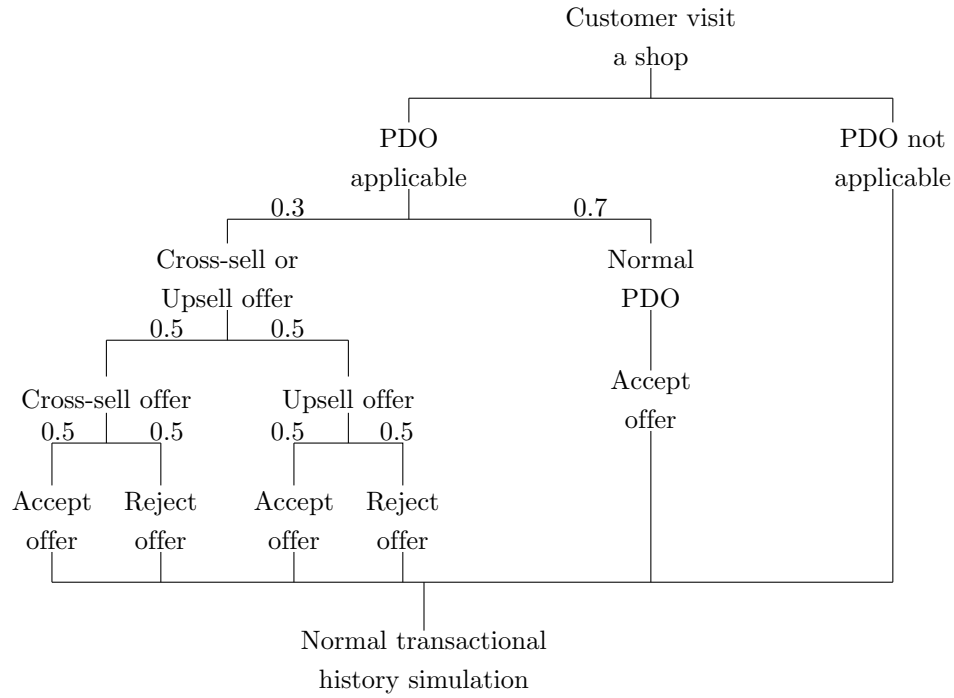 Customer visit
a shop
PDO
applicable
PDO not
applicable
0.3
0.7
Cross-sell or
Upsell offer
Normal
PDO
0.5
0.5
Cross-sell offer
Upsell offer
Accept
offer
0.5
0.5
0.5
0.5
Accept
offer
Reject
offer
Accept
offer
Reject
offer
Normal transactional
history simulation